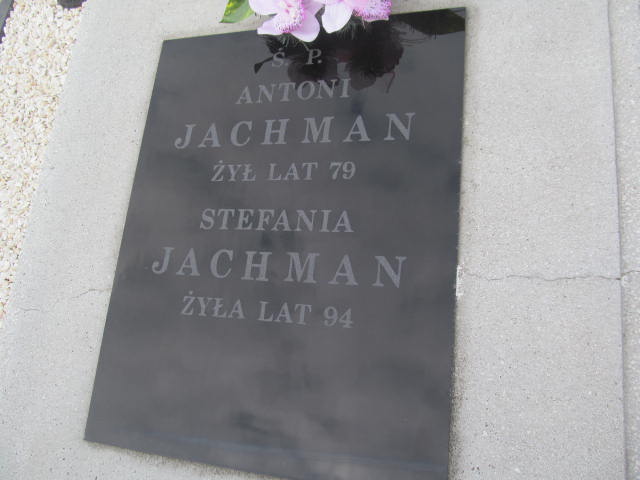 Ś. P.
ANTONI
JACHMAN
ŻYŁ LAT 79
STEFANIA
JACHMAN
ŻYŁA LAT 94